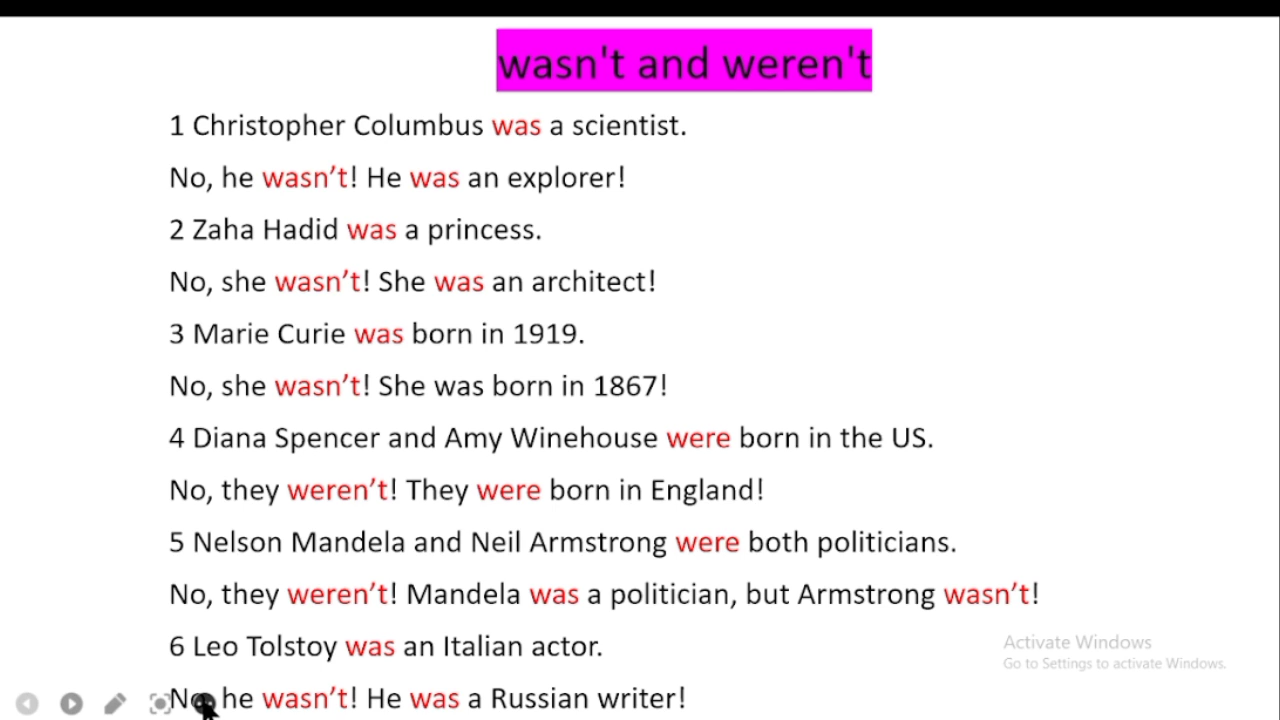 wasn't and weren't
1 Christopher Columbus was a scientist.
No, he wasn’t! He was an explorer!
2 Zaha Hadid was a princess.
No, she wasn’t! She was an architect!
3 Marie Curie was born in 1919.
No, she wasn’t! She was born in 1867!
4 Diana Spencer and Amy Winehouse were born in the US.
No, they weren’t! They were born in England!
5 Nelson Mandela and Neil Armstrong were both politicians.
No, they weren’t! Mandela was a politician, but Armstrong wasn’t!
6 Leo Tolstoy was an Italian actor.
No, he wasn’t! He was a Russian writer!
Activate Windows
Go to Settings to activate Windows.